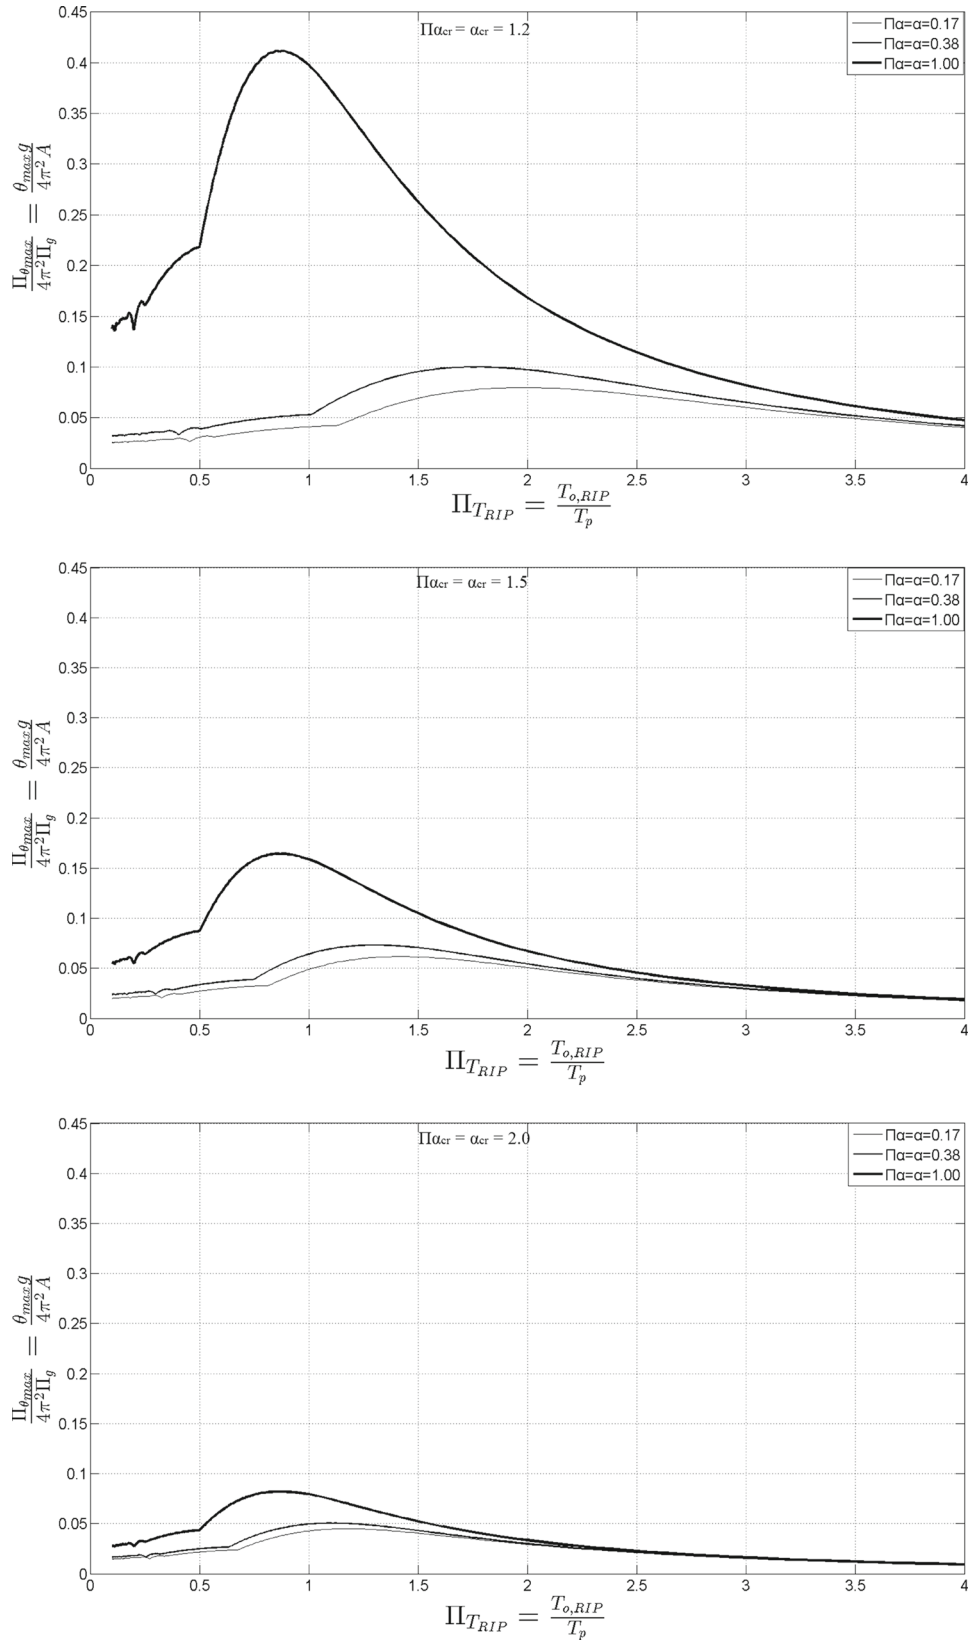 Παcr = αcr = 1.2
Πα=α=0.17
Πα=α=0.38
Πα=α=1.00
0.45
0.4
0.35
0.3
0.25
0.2
0.15
0.1
0.05
0
Πθmax / 4π²Πg = θmax g / 4π² A
0 0.5 1 1.5 2 2.5 3 3.5 4
ΠTRIP = To,RIP / Tp
Παcr = αcr = 1.5
Πα=α=0.17
Πα=α=0.38
Πα=α=1.00
0.45
0.4
0.35
0.3
0.25
0.2
0.15
0.1
0.05
0
Πθmax / 4π²Πg = θmax g / 4π² A
0 0.5 1 1.5 2 2.5 3 3.5 4
ΠTRIP = To,RIP / Tp
Παcr = αcr = 2.0
Πα=α=0.17
Πα=α=0.38
Πα=α=1.00
0.45
0.4
0.35
0.3
0.25
0.2
0.15
0.1
0.05
0
Πθmax / 4π²Πg = θmax g / 4π² A
0 0.5 1 1.5 2 2.5 3 3.5 4
ΠTRIP = To,RIP / Tp